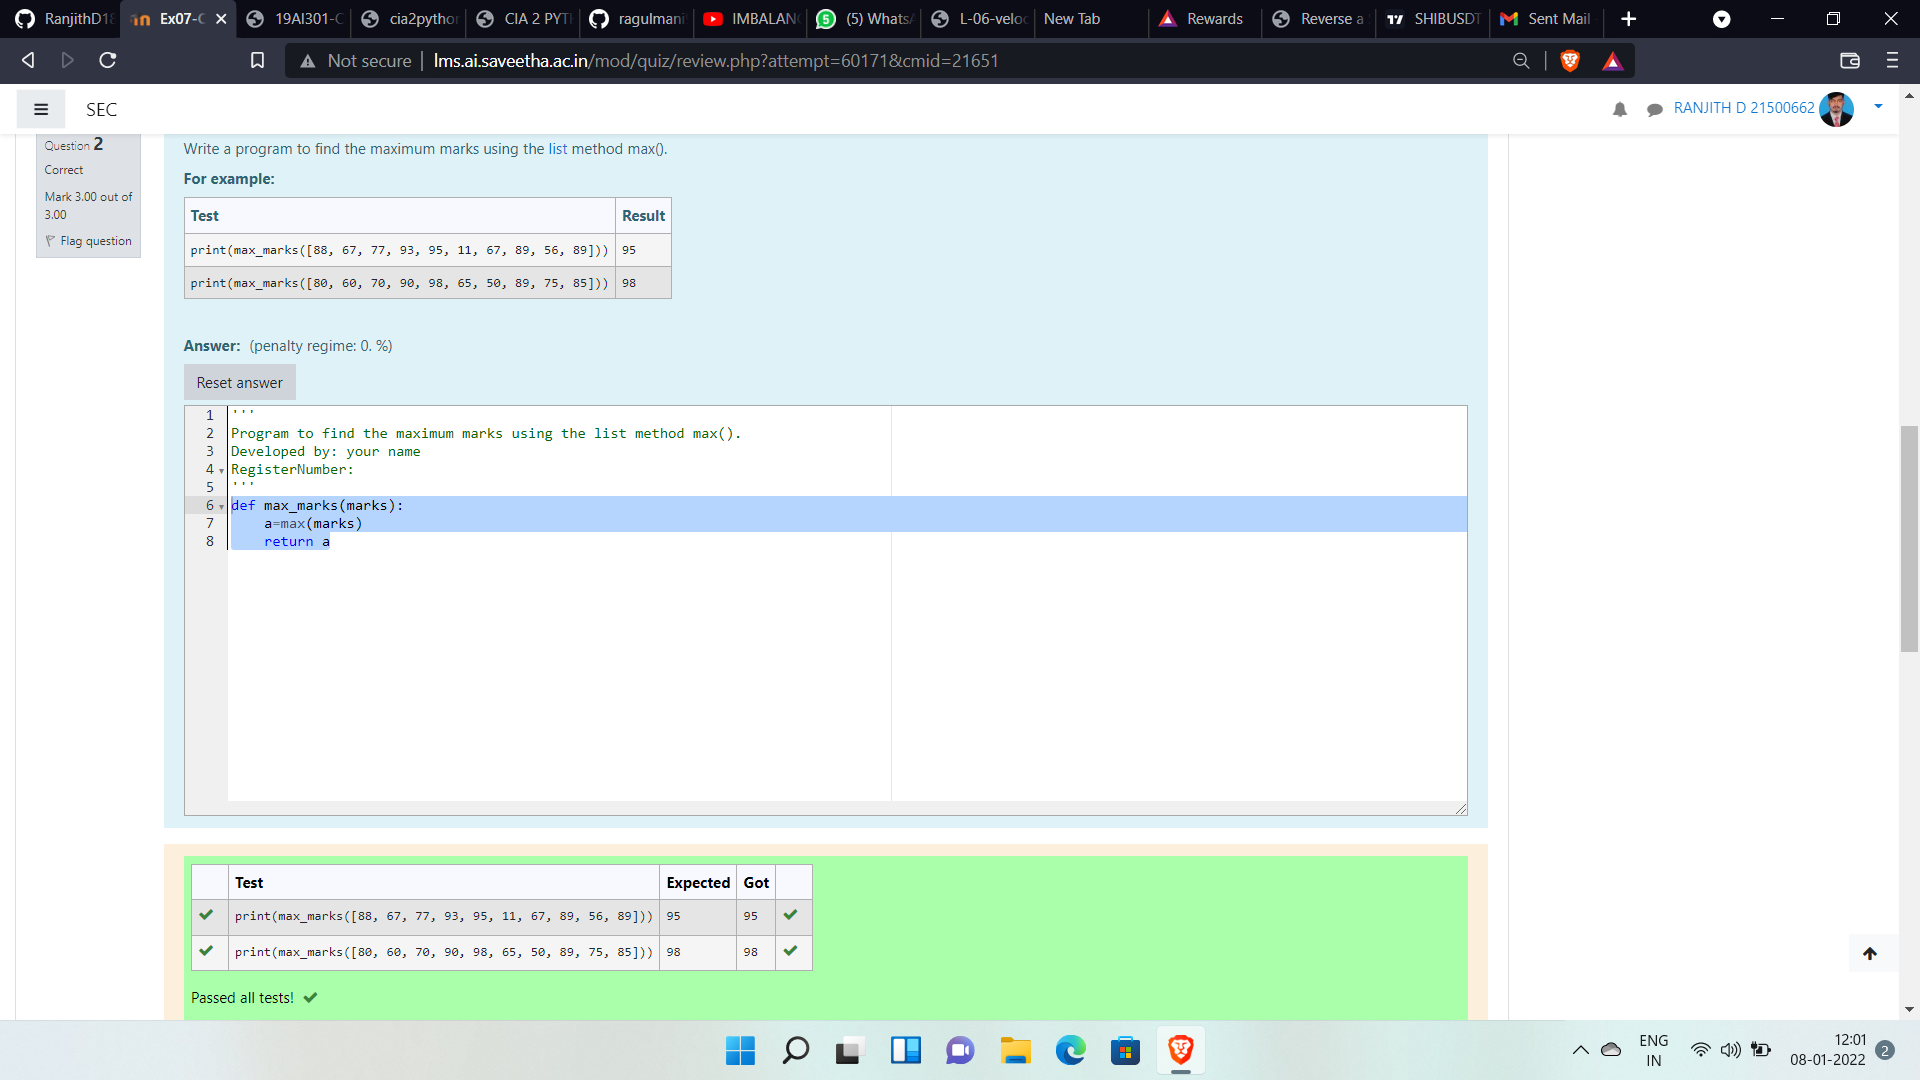 RanjithD18
Ex07-C
19AI301-C
cia2pythor
CIA 2 PYT
ragulmani
IMBALAN
(5) Whats
L-06-velo
New Tab
Rewards
Reverse a
SHIBUSDT
Sent Mail
Not secure | lms.ai.saveetha.ac.in/mod/quiz/review.php?attempt=60171&cmid=21651
SEC
RANJITH D 21500662
Question 2
Correct
Mark 3.00 out of
3.00
Flag question
Write a program to find the maximum marks using the list method max().
For example:
Test Result
print(max_marks([88, 67, 77, 93, 95, 11, 67, 89, 56, 89])) 95
print(max_marks([80, 60, 70, 90, 98, 65, 50, 89, 75, 85])) 98
Answer: (penalty regime: 0. %)
Reset answer
1 '''
2 Program to find the maximum marks using the list method max().
3 Developed by: your name
4 RegisterNumber:
5 '''
6 def max_marks(marks):
7 a=max(marks)
8 return a
Test Expected Got
print(max_marks([88, 67, 77, 93, 95, 11, 67, 89, 56, 89])) 95 95
print(max_marks([80, 60, 70, 90, 98, 65, 50, 89, 75, 85])) 98 98
Passed all tests!
ENG
IN
12:01
08-01-2022
2